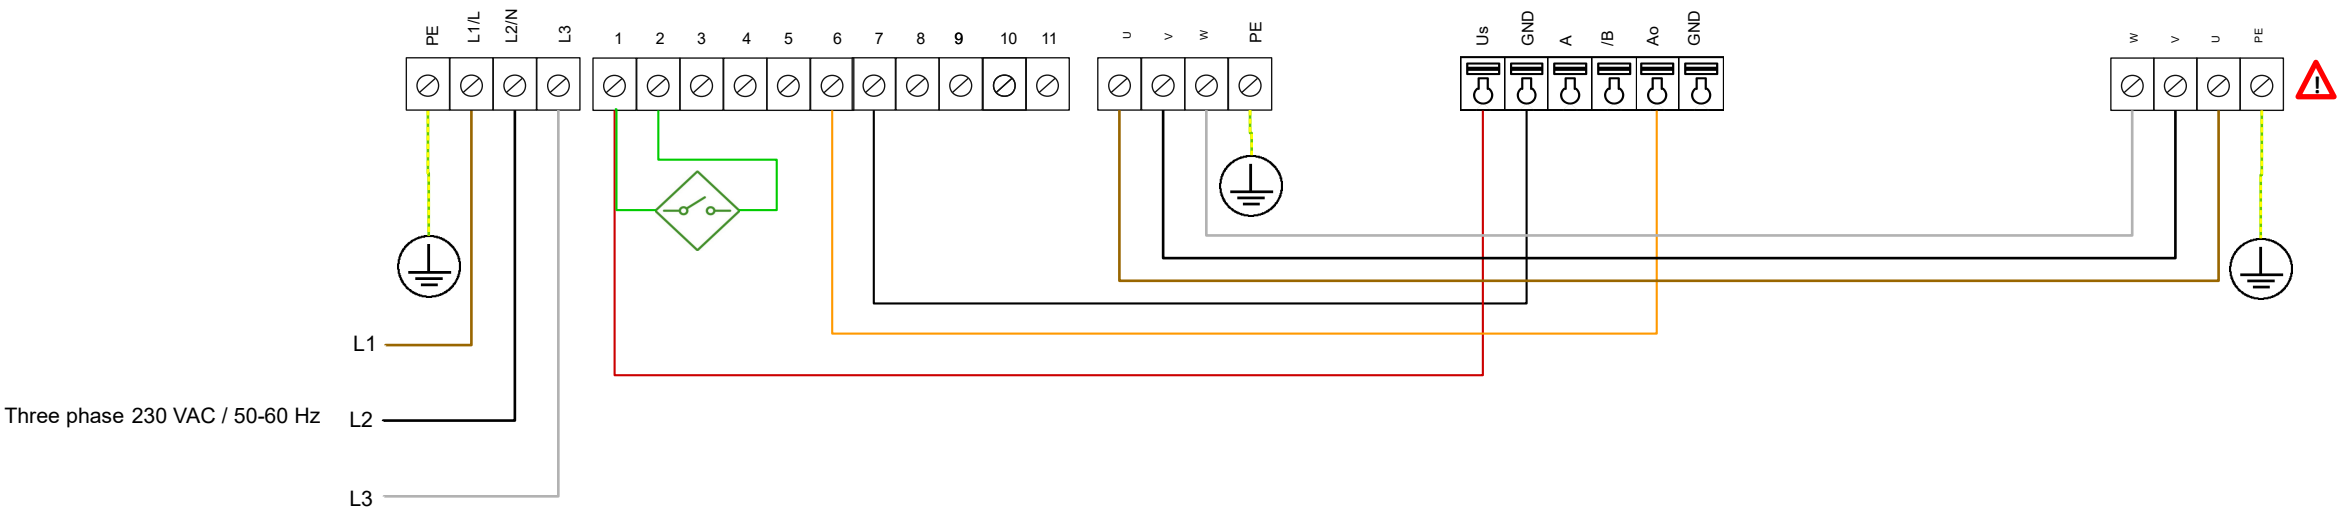 PE L1/L L2/N L3
1 2 3 4 5 6 7 8 9 10 11
U V W PE
Us GND A /B Ao GND
W V U PE
!
L1
Three phase 230 VAC / 50-60 Hz L2
L3